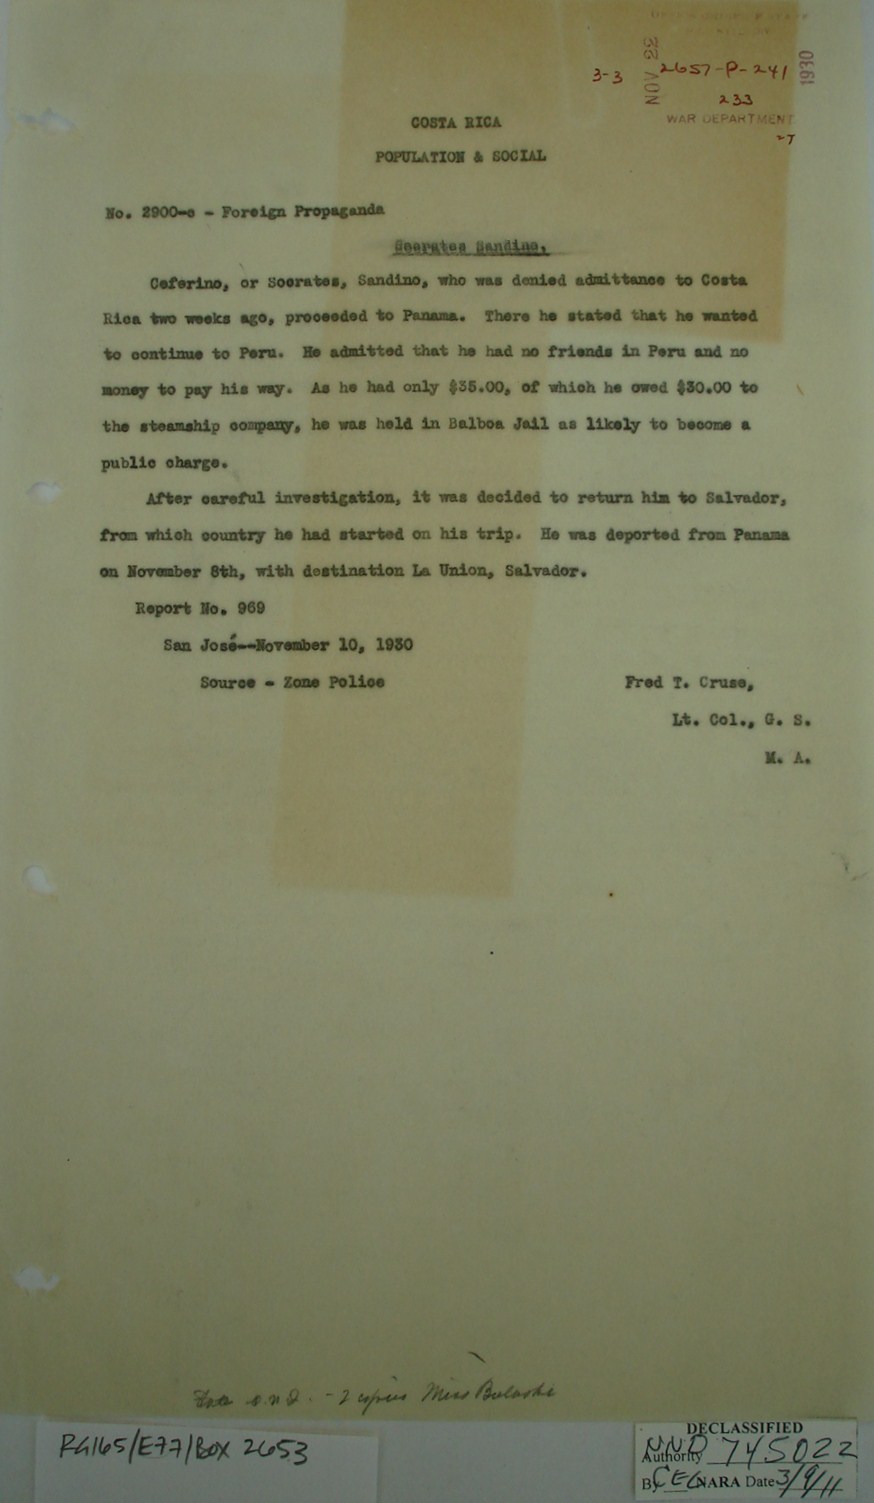 3-3
NOV 22
2657-P-241
1930
233
WAR DEPARTMENT
COSTA RICA
POPULATION & SOCIAL
No. 2900-c - Foreign Propaganda
Socrates Sandino.
Ceferino, or Socrates, Sandino, who was denied admittance to Costa
Rica two weeks ago, proceeded to Panama. There he stated that he wanted
to continue to Peru. He admitted that he had no friends in Peru and no
money to pay his way. As he had only $35.00, of which he owed $30.00 to
the steamship company, he was held in Balboa Jail as likely to become a
public charge.
After careful investigation, it was decided to return him to Salvador,
from which country he had started on his trip. He was deported from Panama
on November 8th, with destination La Union, Salvador.
Report No. 969
San José--November 10, 1930
Source - Zone Police
Fred T. Cruse,
Lt. Col., G. S.
M. A.
- 2 copies Miss
RG165/E77/BOX 2653
DECLASSIFIED
Authority NND 745022
By CEC NARA Date 3/9/11